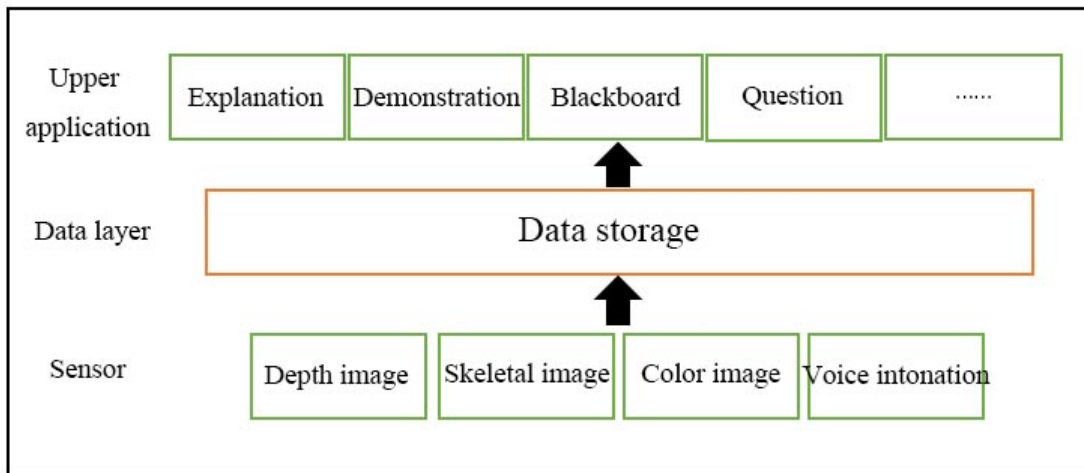 Upper
application
Explanation
Demonstration
Blackboard
Question
……
Data layer
Data storage
Sensor
Depth image
Skeletal image
Color image
Voice intonation